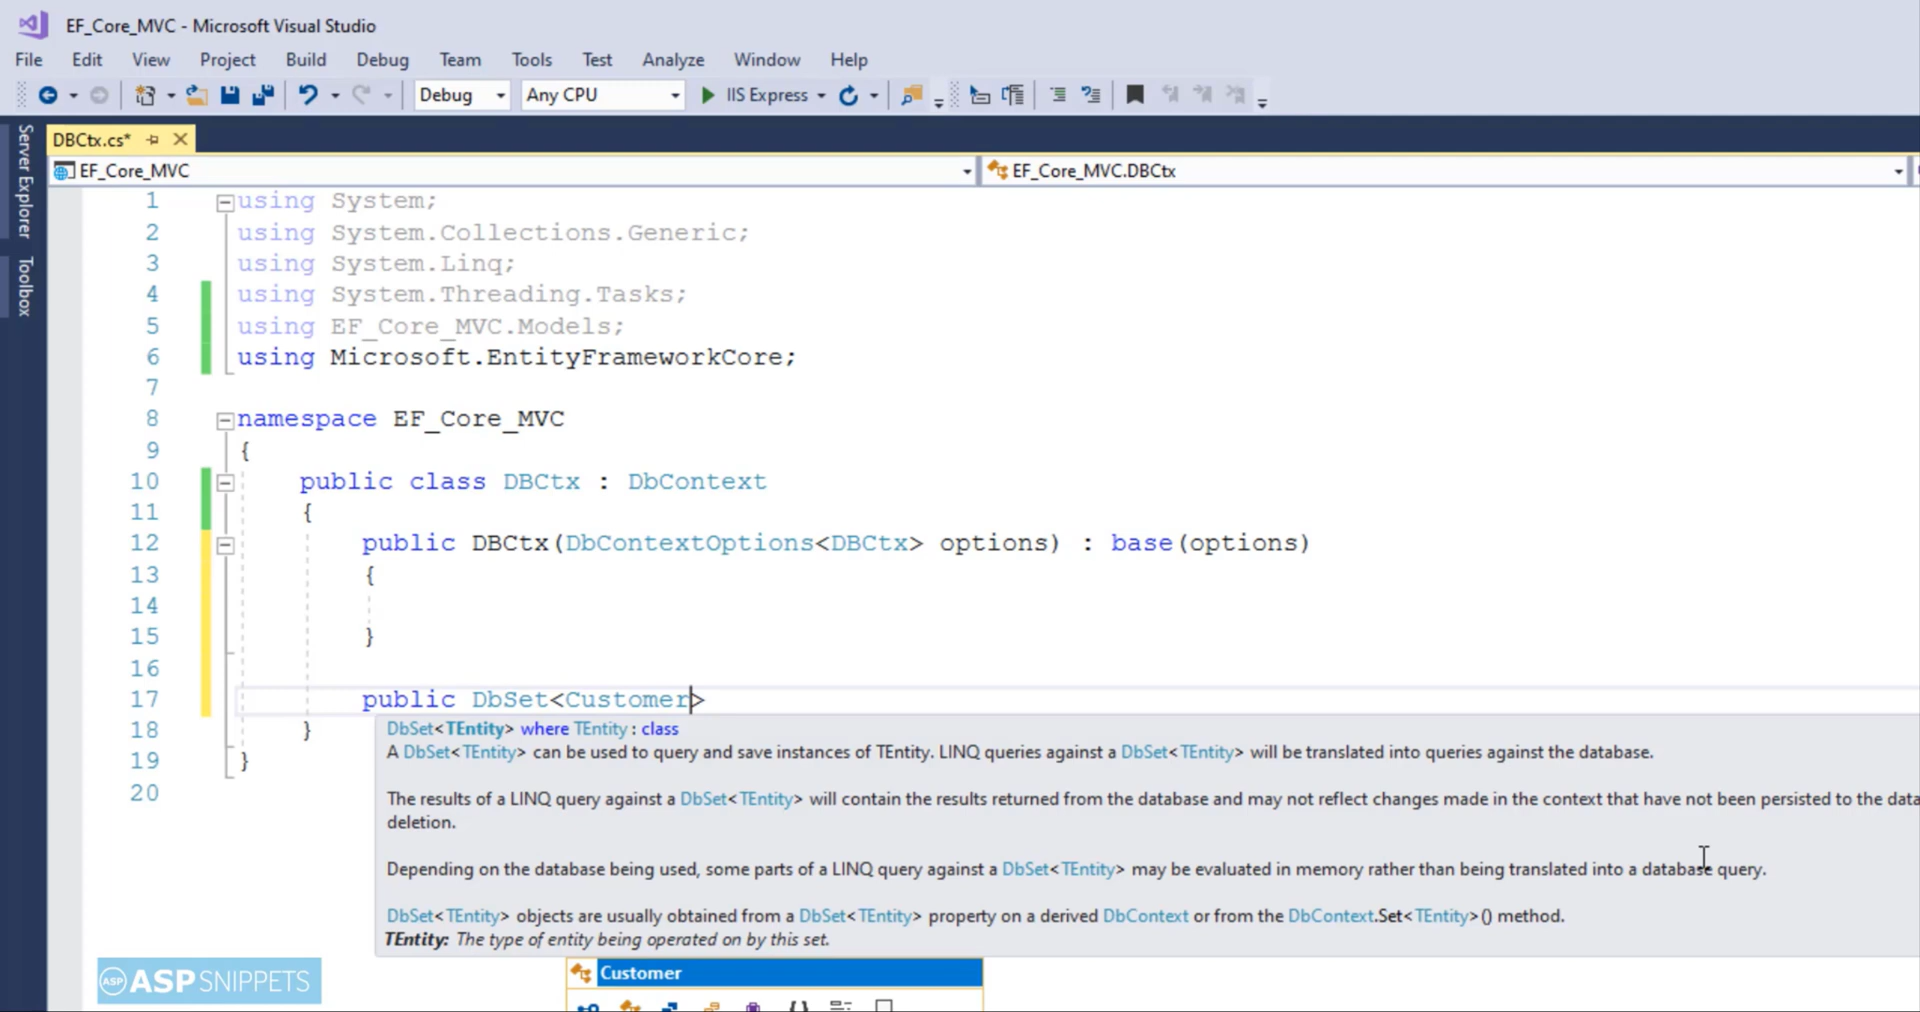 EF_Core_MVC - Microsoft Visual Studio
File Edit View Project Build Debug Team Tools Test Analyze Window Help
Debug Any CPU IIS Express
Server Explorer
Toolbox
DBCtx.cs*
EF_Core_MVC EF_Core_MVC.DBCtx
1 using System;
2 using System.Collections.Generic;
3 using System.Linq;
4 using System.Threading.Tasks;
5 using EF_Core_MVC.Models;
6 using Microsoft.EntityFrameworkCore;
7
8 namespace EF_Core_MVC
9 {
10 public class DBCtx : DbContext
11 {
12 public DBCtx(DbContextOptions<DBCtx> options) : base(options)
13 {
14
15 }
16
17 public DbSet<Customer>
18 }
19 }
20
DbSet<TEntity> where TEntity : class
A DbSet<TEntity> can be used to query and save instances of TEntity. LINQ queries against a DbSet<TEntity> will be translated into queries against the database.
The results of a LINQ query against a DbSet<TEntity> will contain the results returned from the database and may not reflect changes made in the context that have not been persisted to the data
deletion.
Depending on the database being used, some parts of a LINQ query against a DbSet<TEntity> may be evaluated in memory rather than being translated into a database query.
DbSet<TEntity> objects are usually obtained from a DbSet<TEntity> property on a derived DbContext or from the DbContext.Set<TEntity>() method.
TEntity: The type of entity being operated on by this set.
Customer
ASP ASPSNIPPETS